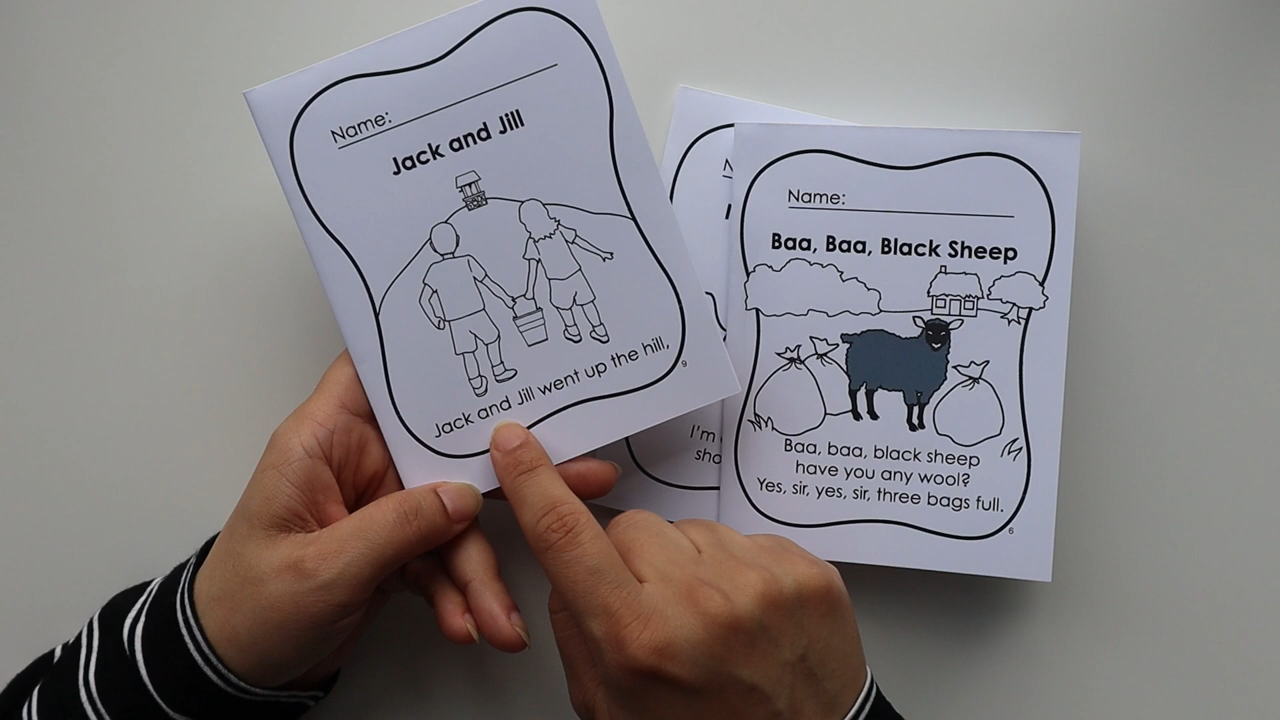 Name:
Jack and Jill
Jack and Jill went up the hill,
9
I'm
Name:
Baa, Baa, Black Sheep
Baa, baa, black sheep
have you any wool?
Yes, sir, yes, sir, three bags full.
6